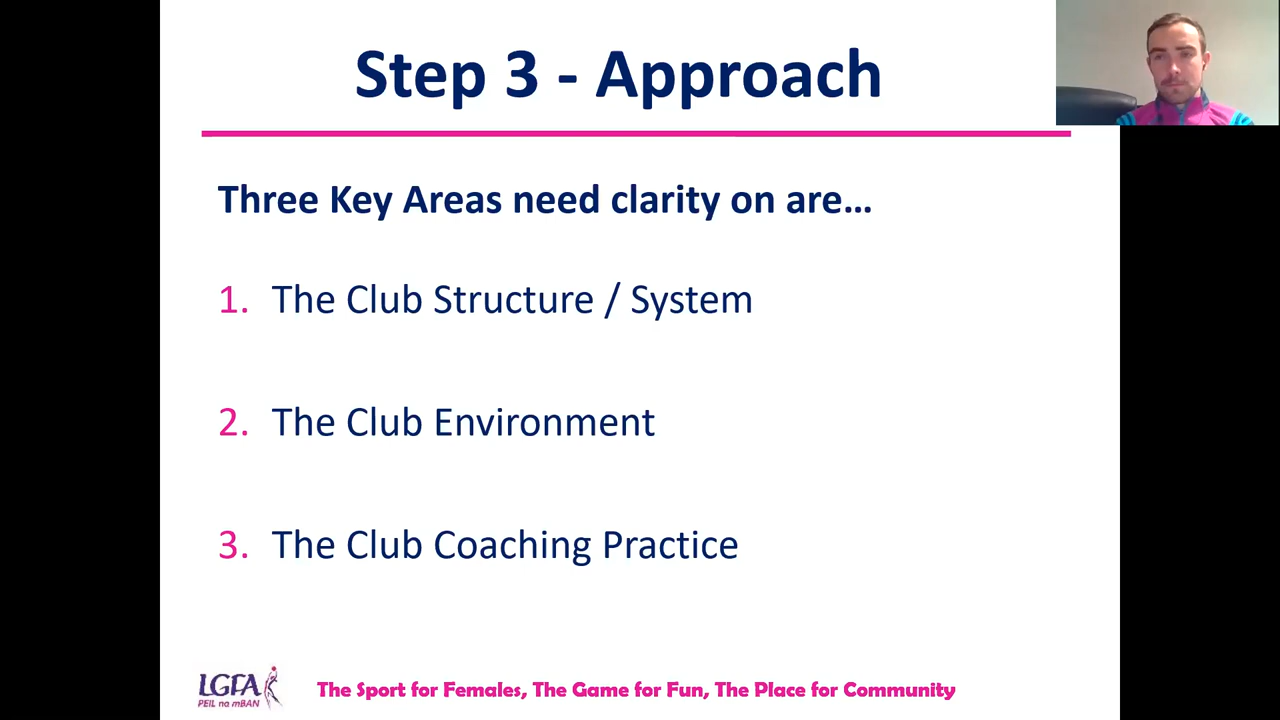 Step 3 - Approach
Three Key Areas need clarity on are...
1. The Club Structure / System
2. The Club Environment
3. The Club Coaching Practice
LGFA
PEIL na mBAN
The Sport for Females, The Game for Fun, The Place for Community